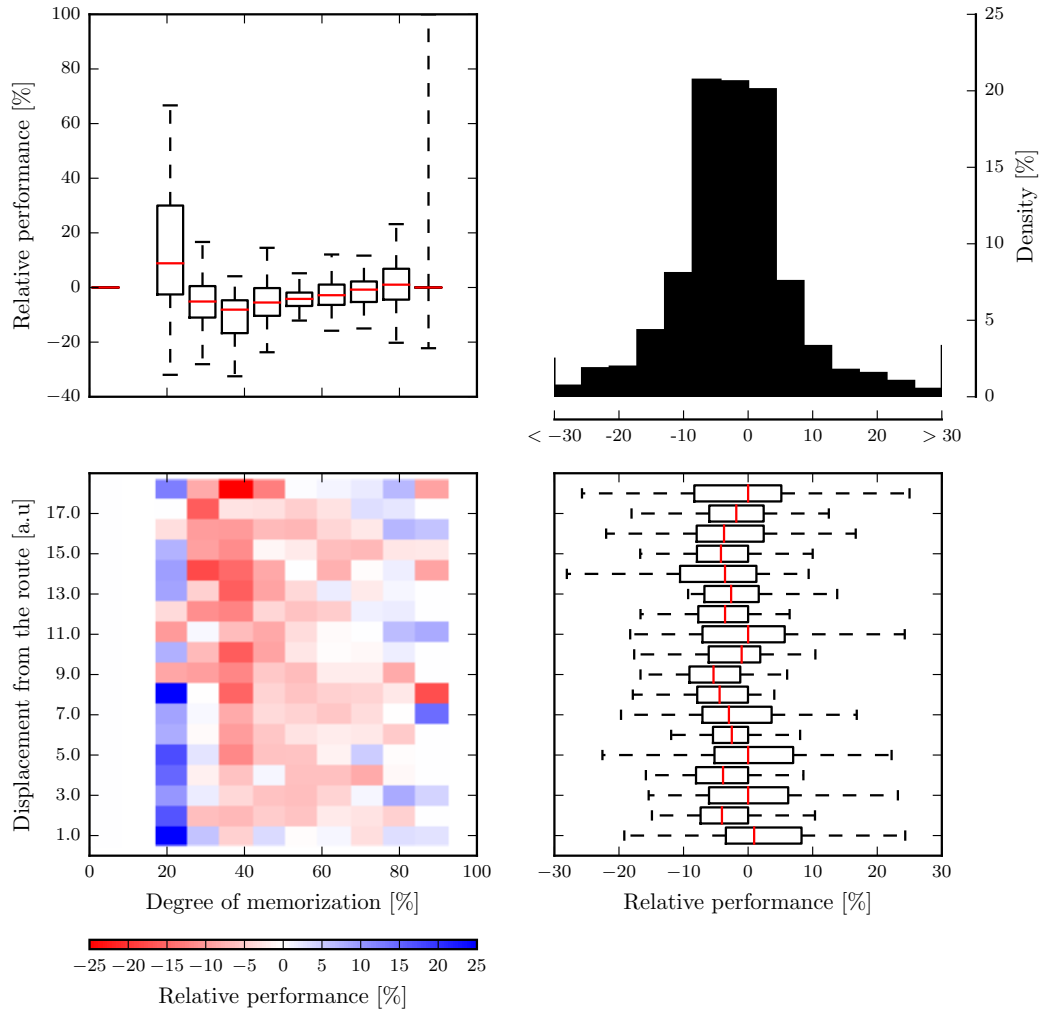 100
80
60
40
20
0
−20
−40
Relative performance [%]
25
20
15
10
5
0
Density [%]
< −30 -20 -10 0 10 20 > 30
17.0
15.0
13.0
11.0
9.0
7.0
5.0
3.0
1.0
Displacement from the route [a.u]
0 20 40 60 80 100
Degree of memorization [%]
−30 −20 −10 0 10 20 30
Relative performance [%]
−25 −20 −15 −10 −5 0 5 10 15 20 25
Relative performance [%]